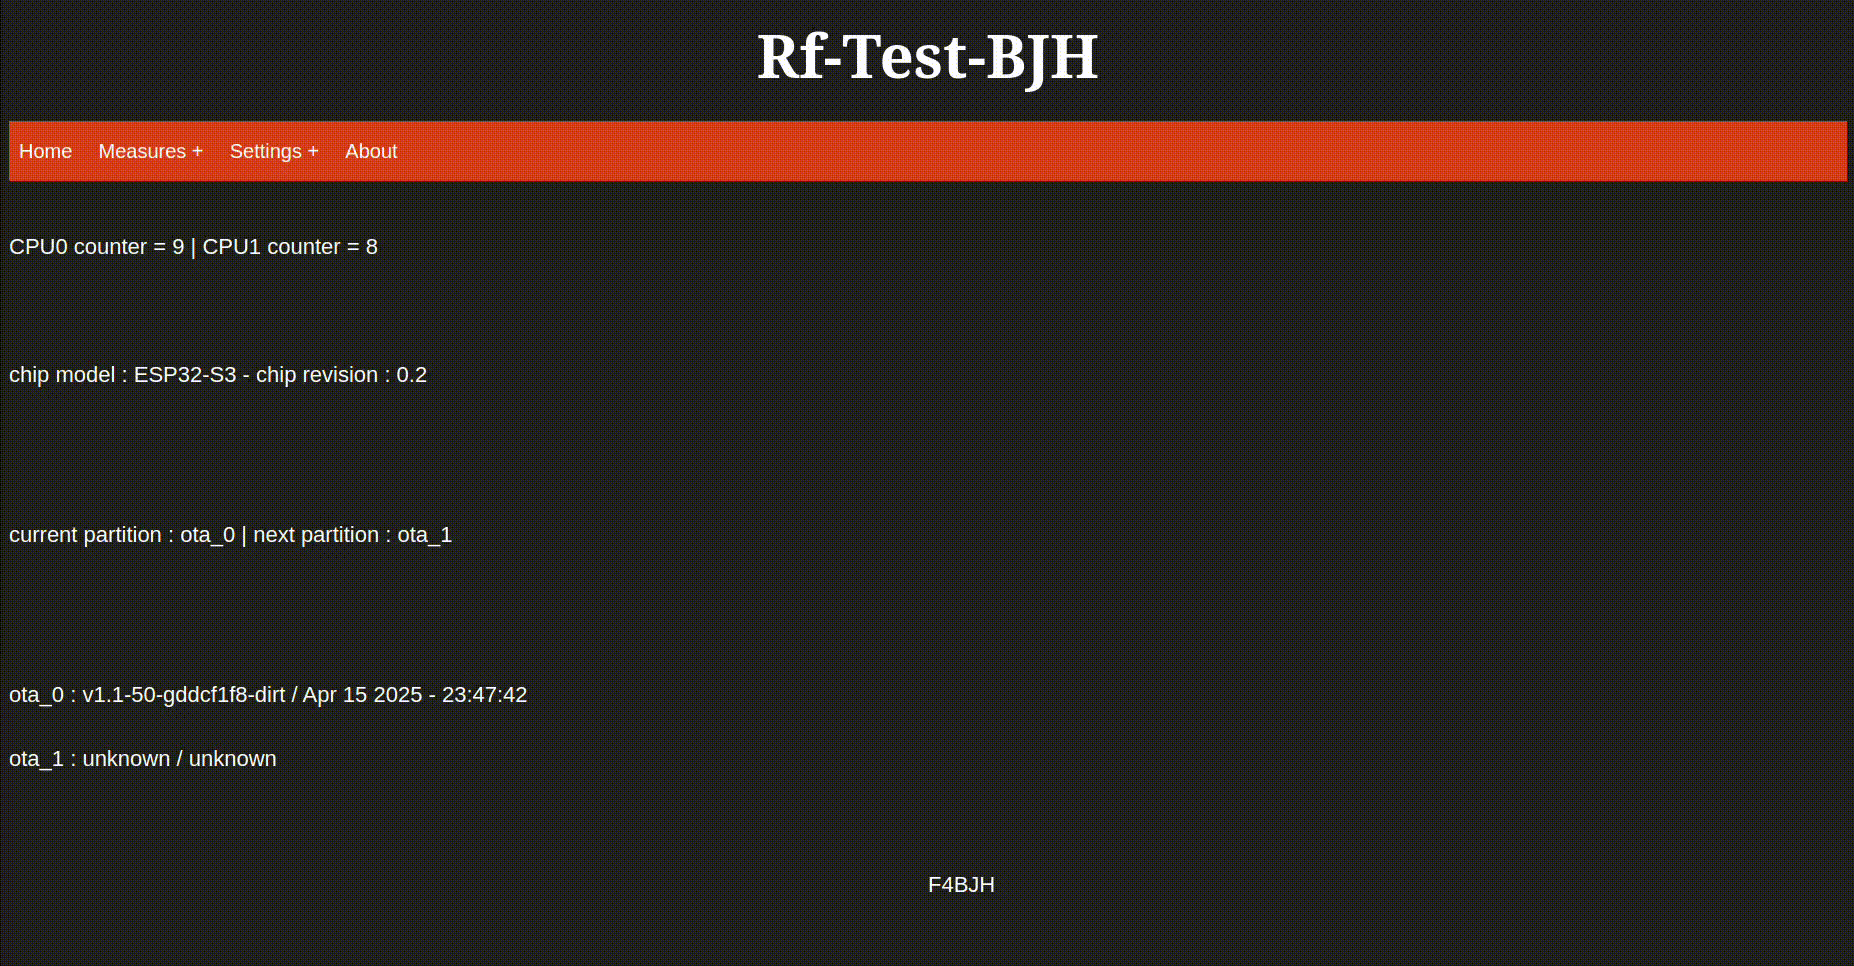 Rf-Test-BJH
Home Measures + Settings + About
CPU0 counter = 9 | CPU1 counter = 8
chip model : ESP32-S3 - chip revision : 0.2
current partition : ota_0 | next partition : ota_1
ota_0 : v1.1-50-gddcf1f8-dirt / Apr 15 2025 - 23:47:42
ota_1 : unknown / unknown
F4BJH